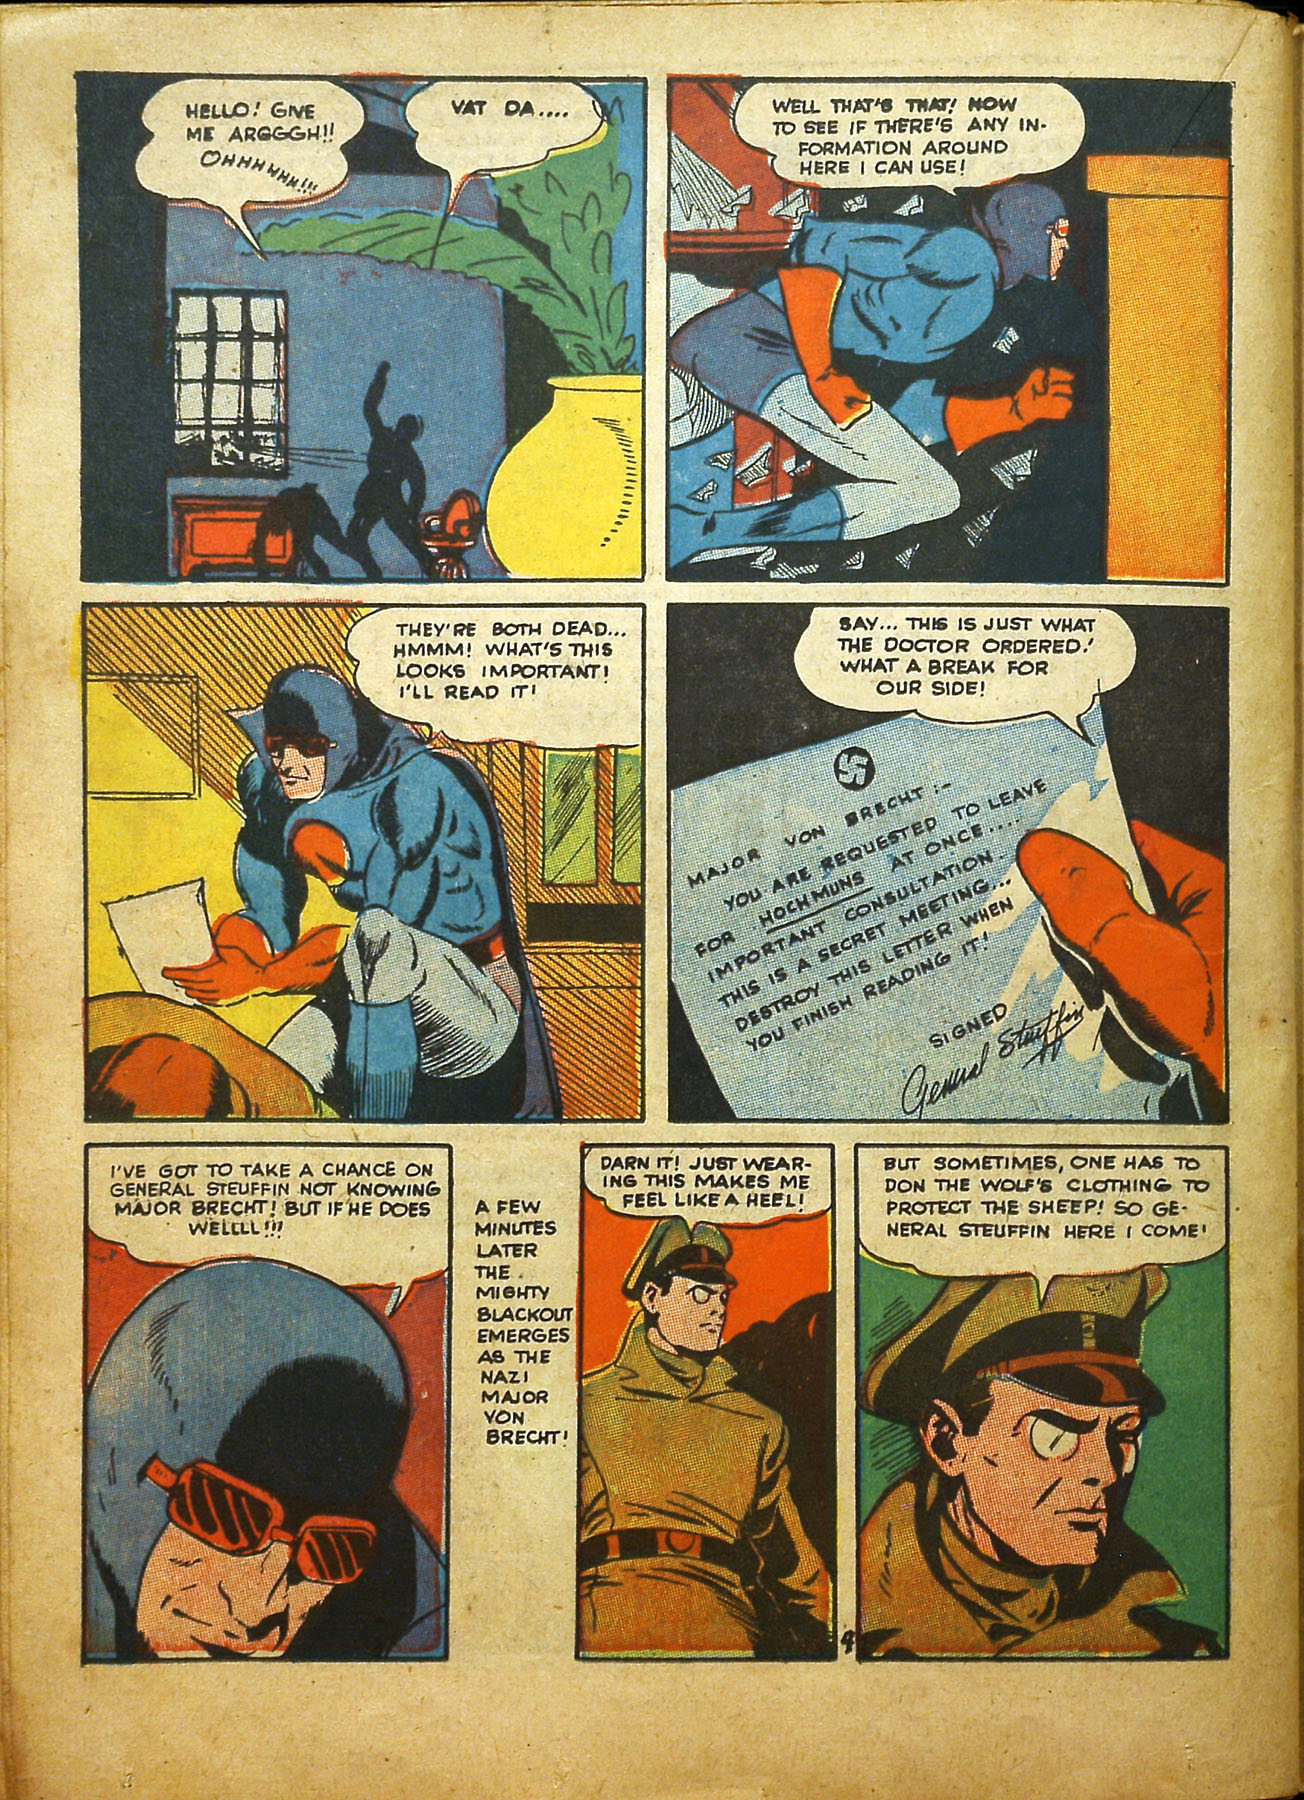 HELLO! GIVE
ME ARGGGH!!
OHHHHHH!!!
VAT DA....
WELL THAT'S THAT! NOW
TO SEE IF THERE'S ANY IN-
FORMATION AROUND
HERE I CAN USE!
THEY'RE BOTH DEAD...
HMMM! WHAT'S THIS
LOOKS IMPORTANT!
I'LL READ IT!
SAY... THIS IS JUST WHAT
THE DOCTOR ORDERED!
WHAT A BREAK FOR
OUR SIDE!
MAJOR VON BRECHT:-
YOU ARE REQUESTED TO LEAVE
FOR HOCHMUNS AT ONCE....
IMPORTANT CONSULTATION.
THIS IS A SECRET MEETING...
DESTROY THIS LETTER WHEN
YOU FINISH READING IT!
SIGNED
General Steuffin
I'VE GOT TO TAKE A CHANCE ON
GENERAL STEUFFIN NOT KNOWING
MAJOR BRECHT! BUT IF HE DOES
WELLLL!!!
A FEW
MINUTES
LATER
THE
MIGHTY
BLACKOUT
EMERGES
AS THE
NAZI
MAJOR
VON
BRECHT!
DARN IT! JUST WEAR-
ING THIS MAKES ME
FEEL LIKE A HEEL!
BUT SOMETIMES, ONE HAS TO
DON THE WOLF'S CLOTHING TO
PROTECT THE SHEEP! SO GE-
NERAL STEUFFIN HERE I COME!
4